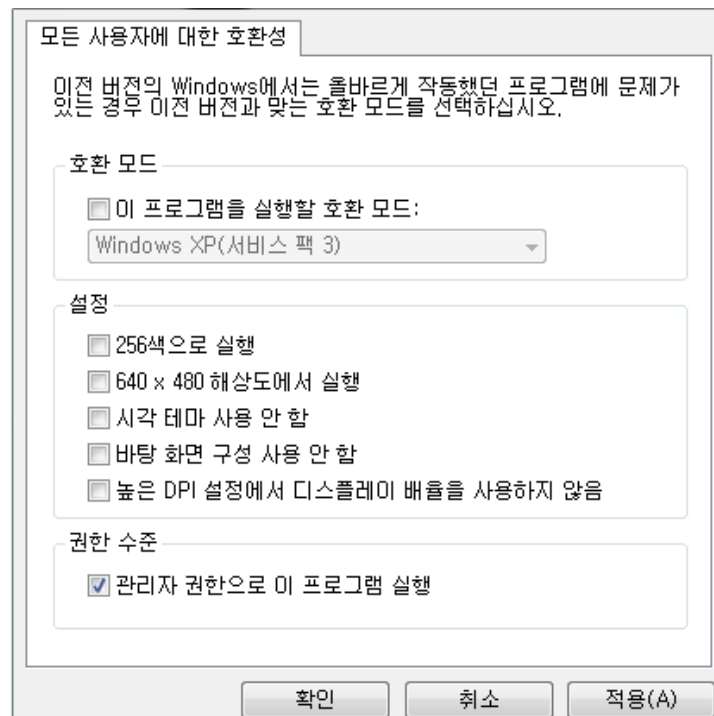 모든 사용자에 대한 호환성
이전 버전의 Windows에서는 올바르게 작동했던 프로그램에 문제가
있는 경우 이전 버전과 맞는 호환 모드를 선택하십시오.
호환 모드
이 프로그램을 실행할 호환 모드:
Windows XP(서비스 팩 3)
설정
256색으로 실행
640 x 480 해상도에서 실행
시각 테마 사용 안 함
바탕 화면 구성 사용 안 함
높은 DPI 설정에서 디스플레이 배율을 사용하지 않음
권한 수준
관리자 권한으로 이 프로그램 실행
확인 취소 적용(A)